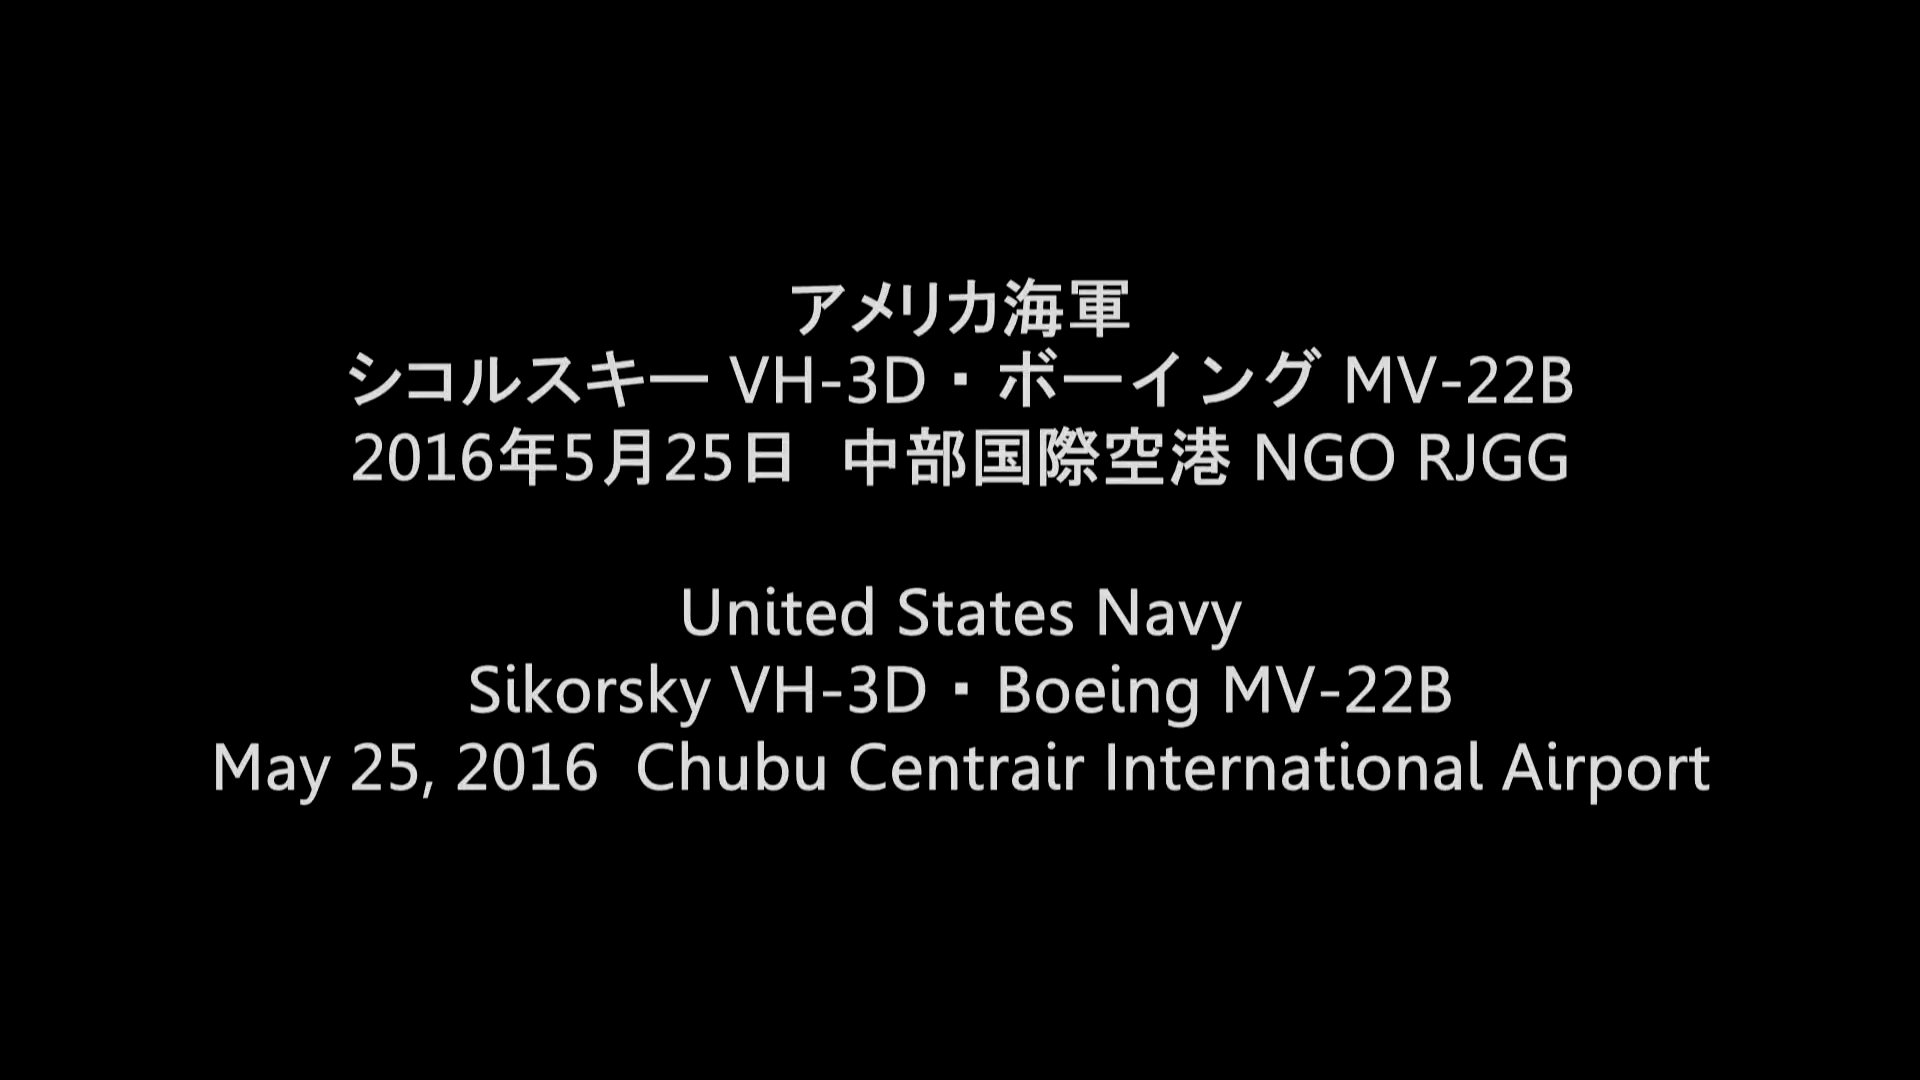 アメリカ海軍
シコルスキー VH-3D・ボーイング MV-22B
2016年5月25日　中部国際空港 NGO RJGG
United States Navy
Sikorsky VH-3D・Boeing MV-22B
May 25, 2016  Chubu Centrair International Airport